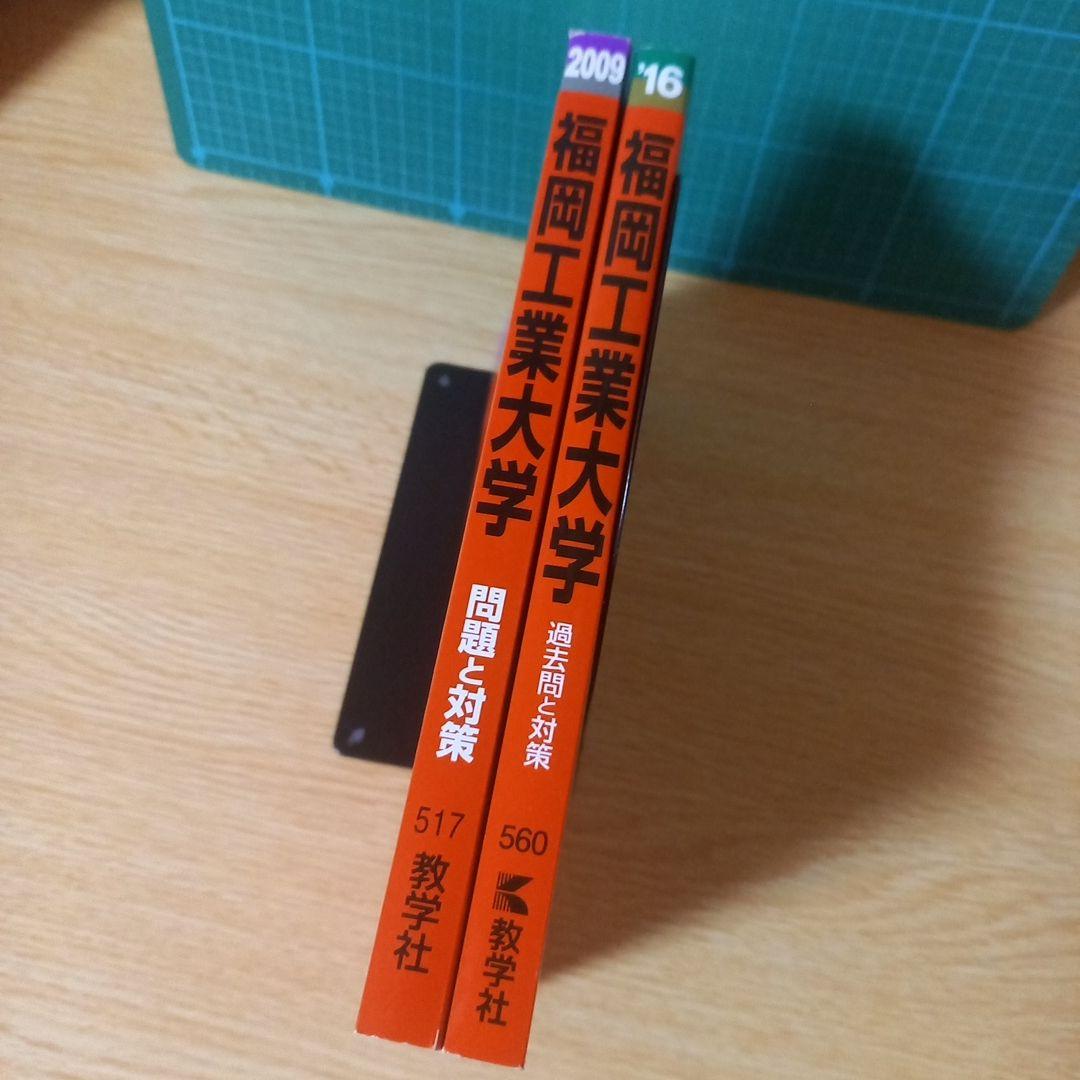 2009
福岡工業大学
問題と対策
517
教学社
'16
福岡工業大学
過去問と対策
560
教学社